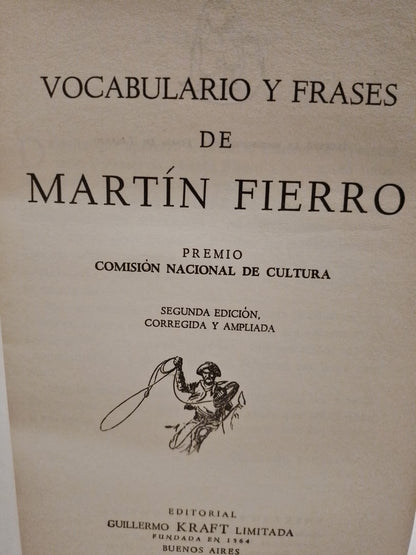 VOCABULARIO Y FRASES
DE
MARTÍN FIERRO
PREMIO
COMISIÓN NACIONAL DE CULTURA
SEGUNDA EDICIÓN,
CORREGIDA Y AMPLIADA
EDITORIAL
GUILLERMO KRAFT LIMITADA
FUNDADA EN 1864
BUENOS AIRES